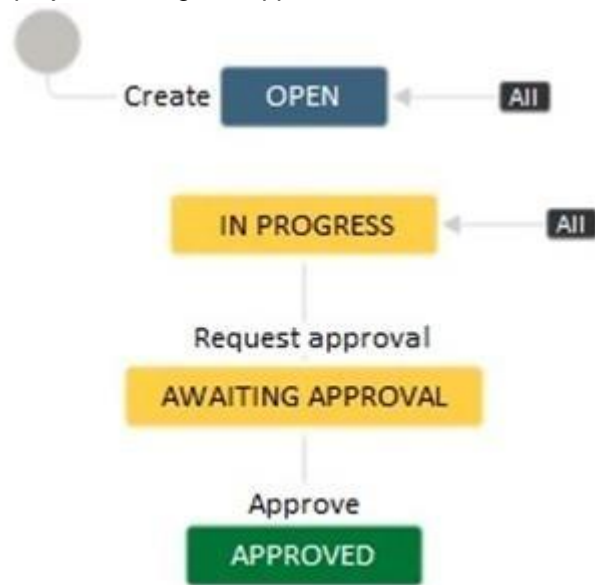 Create OPEN All
IN PROGRESS All
Request approval
AWAITING APPROVAL
Approve
APPROVED